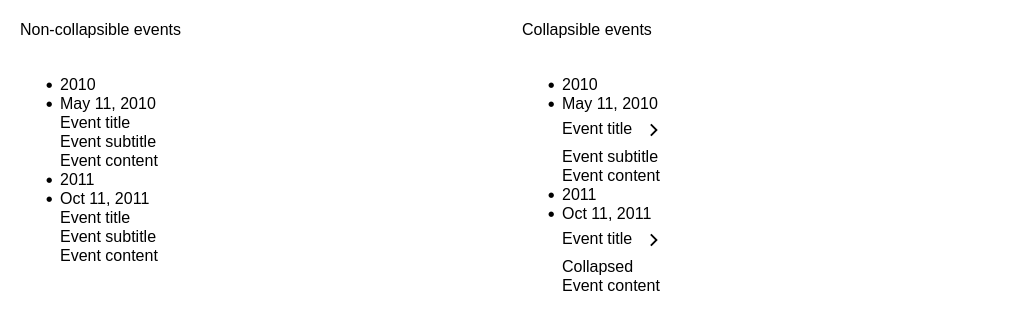 Non-collapsible events
2010
May 11, 2010
Event title
Event subtitle
Event content
2011
Oct 11, 2011
Event title
Event subtitle
Event content
Collapsible events
2010
May 11, 2010
Event title
Event subtitle
Event content
2011
Oct 11, 2011
Event title
Collapsed
Event content